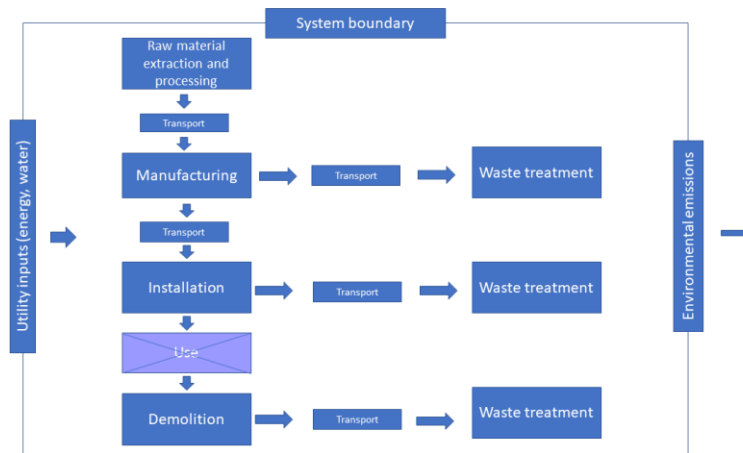 System boundary
Raw material
extraction and
processing
Transport
Manufacturing
Transport
Waste treatment
Transport
Installation
Transport
Waste treatment
Use
Demolition
Transport
Waste treatment
Utility inputs (energy, water)
Environmental emissions